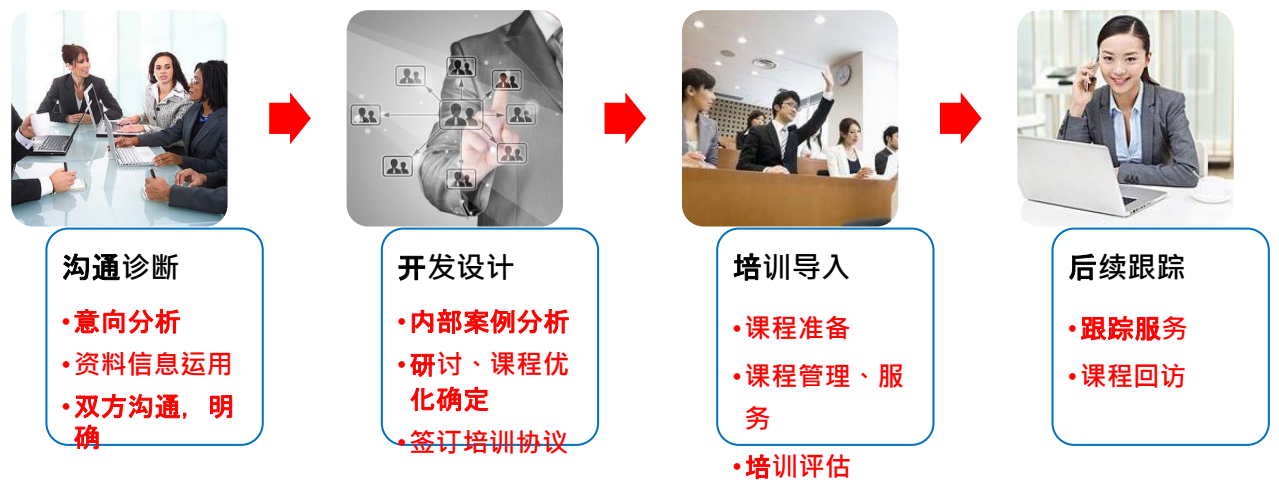 沟通诊断
•意向分析
•资料信息运用
•双方沟通，明
确
开发设计
•内部案例分析
•研讨、课程优
化确定
•签订培训协议
培训导入
•课程准备
•课程管理、服
务
•培训评估
后续跟踪
•跟踪服务
•课程回访